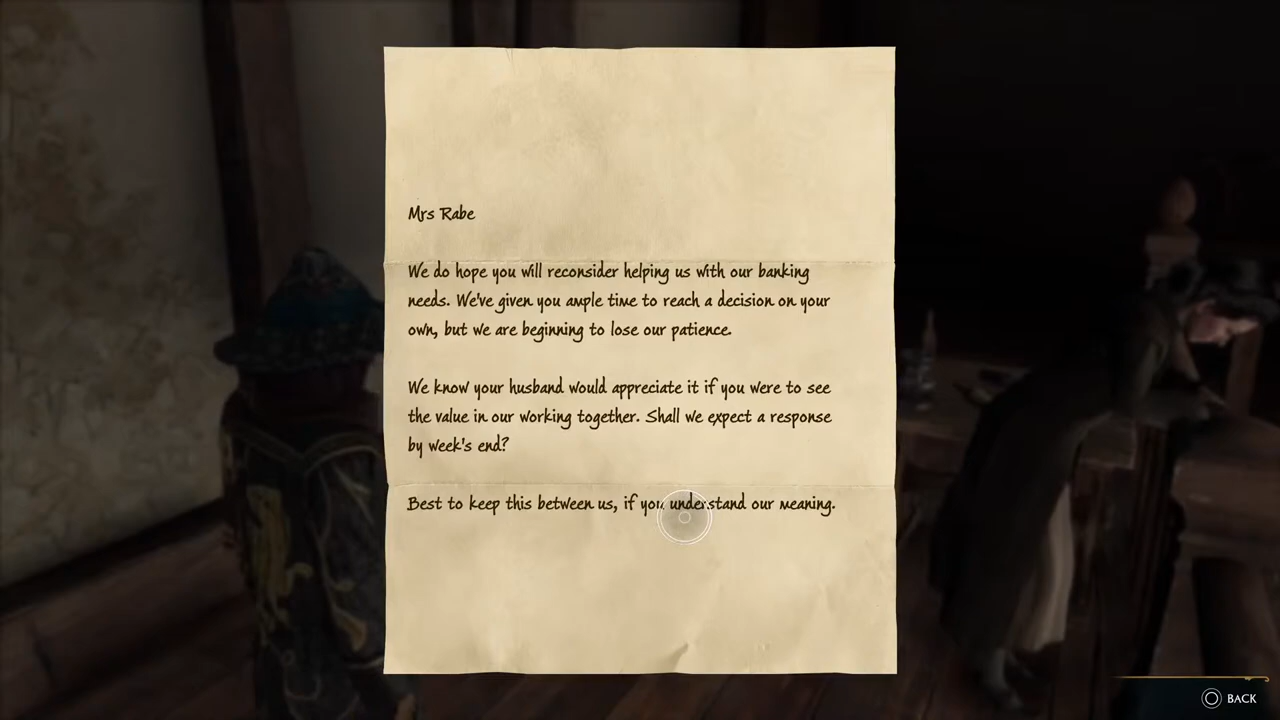 Mrs Rabe
We do hope you will reconsider helping us with our banking
needs. We've given you ample time to reach a decision on your
own, but we are beginning to lose our patience.
We know your husband would appreciate it if you were to see
the value in our working together. Shall we expect a response
by week's end?
Best to keep this between us, if you understand our meaning.
BACK